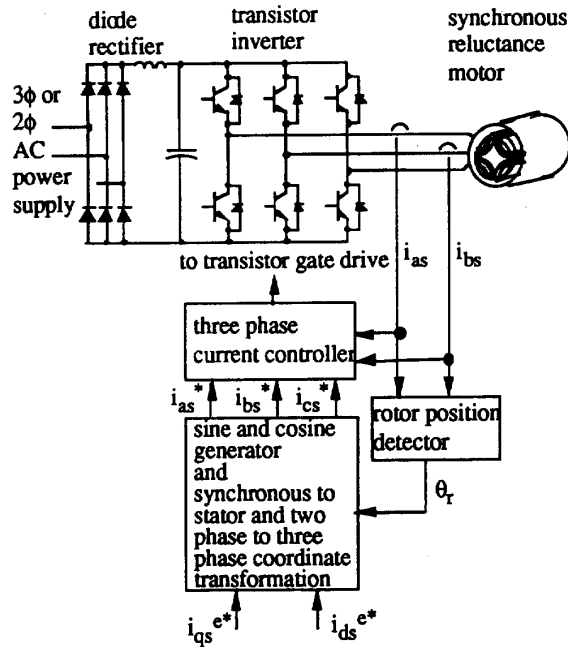 diode
rectifier
transistor
inverter
synchronous
reluctance
motor
3ϕ or
2ϕ
AC
power
supply
to transistor gate drive
i_as
i_bs
three phase
current controller
i_as*
i_bs*
i_cs*
rotor position
detector
sine and cosine
generator
and
synchronous to
stator and two
phase to three
phase coordinate
transformation
θ_r
i_qs^e*
i_ds^e*